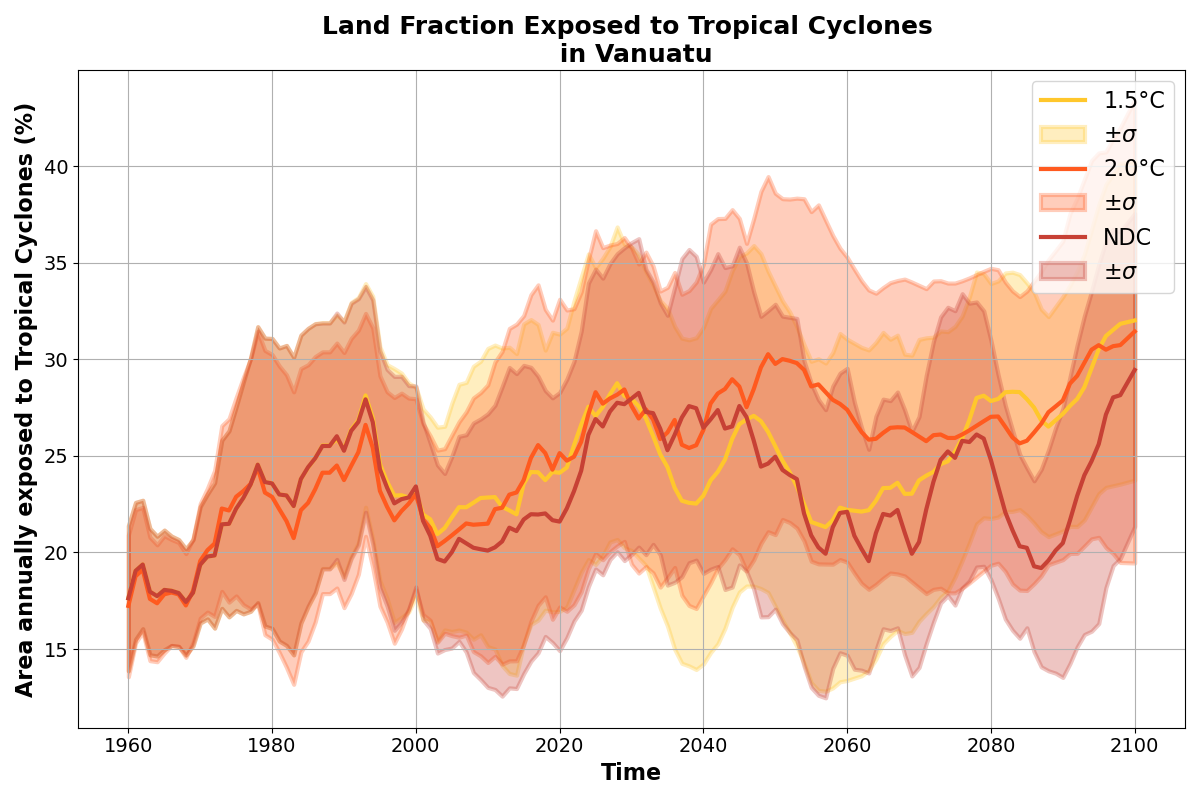 Land Fraction Exposed to Tropical Cyclones
in Vanuatu
Area annually exposed to Tropical Cyclones (%)
40
35
30
25
20
15
1.5°C
±σ
2.0°C
±σ
NDC
±σ
1960 1980 2000 2020 2040 2060 2080 2100
Time